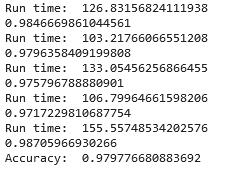 Run time:  126.83156824111938
0.9846669861044561
Run time:  103.21766066551208
0.9796358409199808
Run time:  133.05456256866455
0.975796788880901
Run time:  106.79964661598206
0.9717229810687754
Run time:  155.55748534202576
0.98705966930266
Accuracy:  0.979776680883692